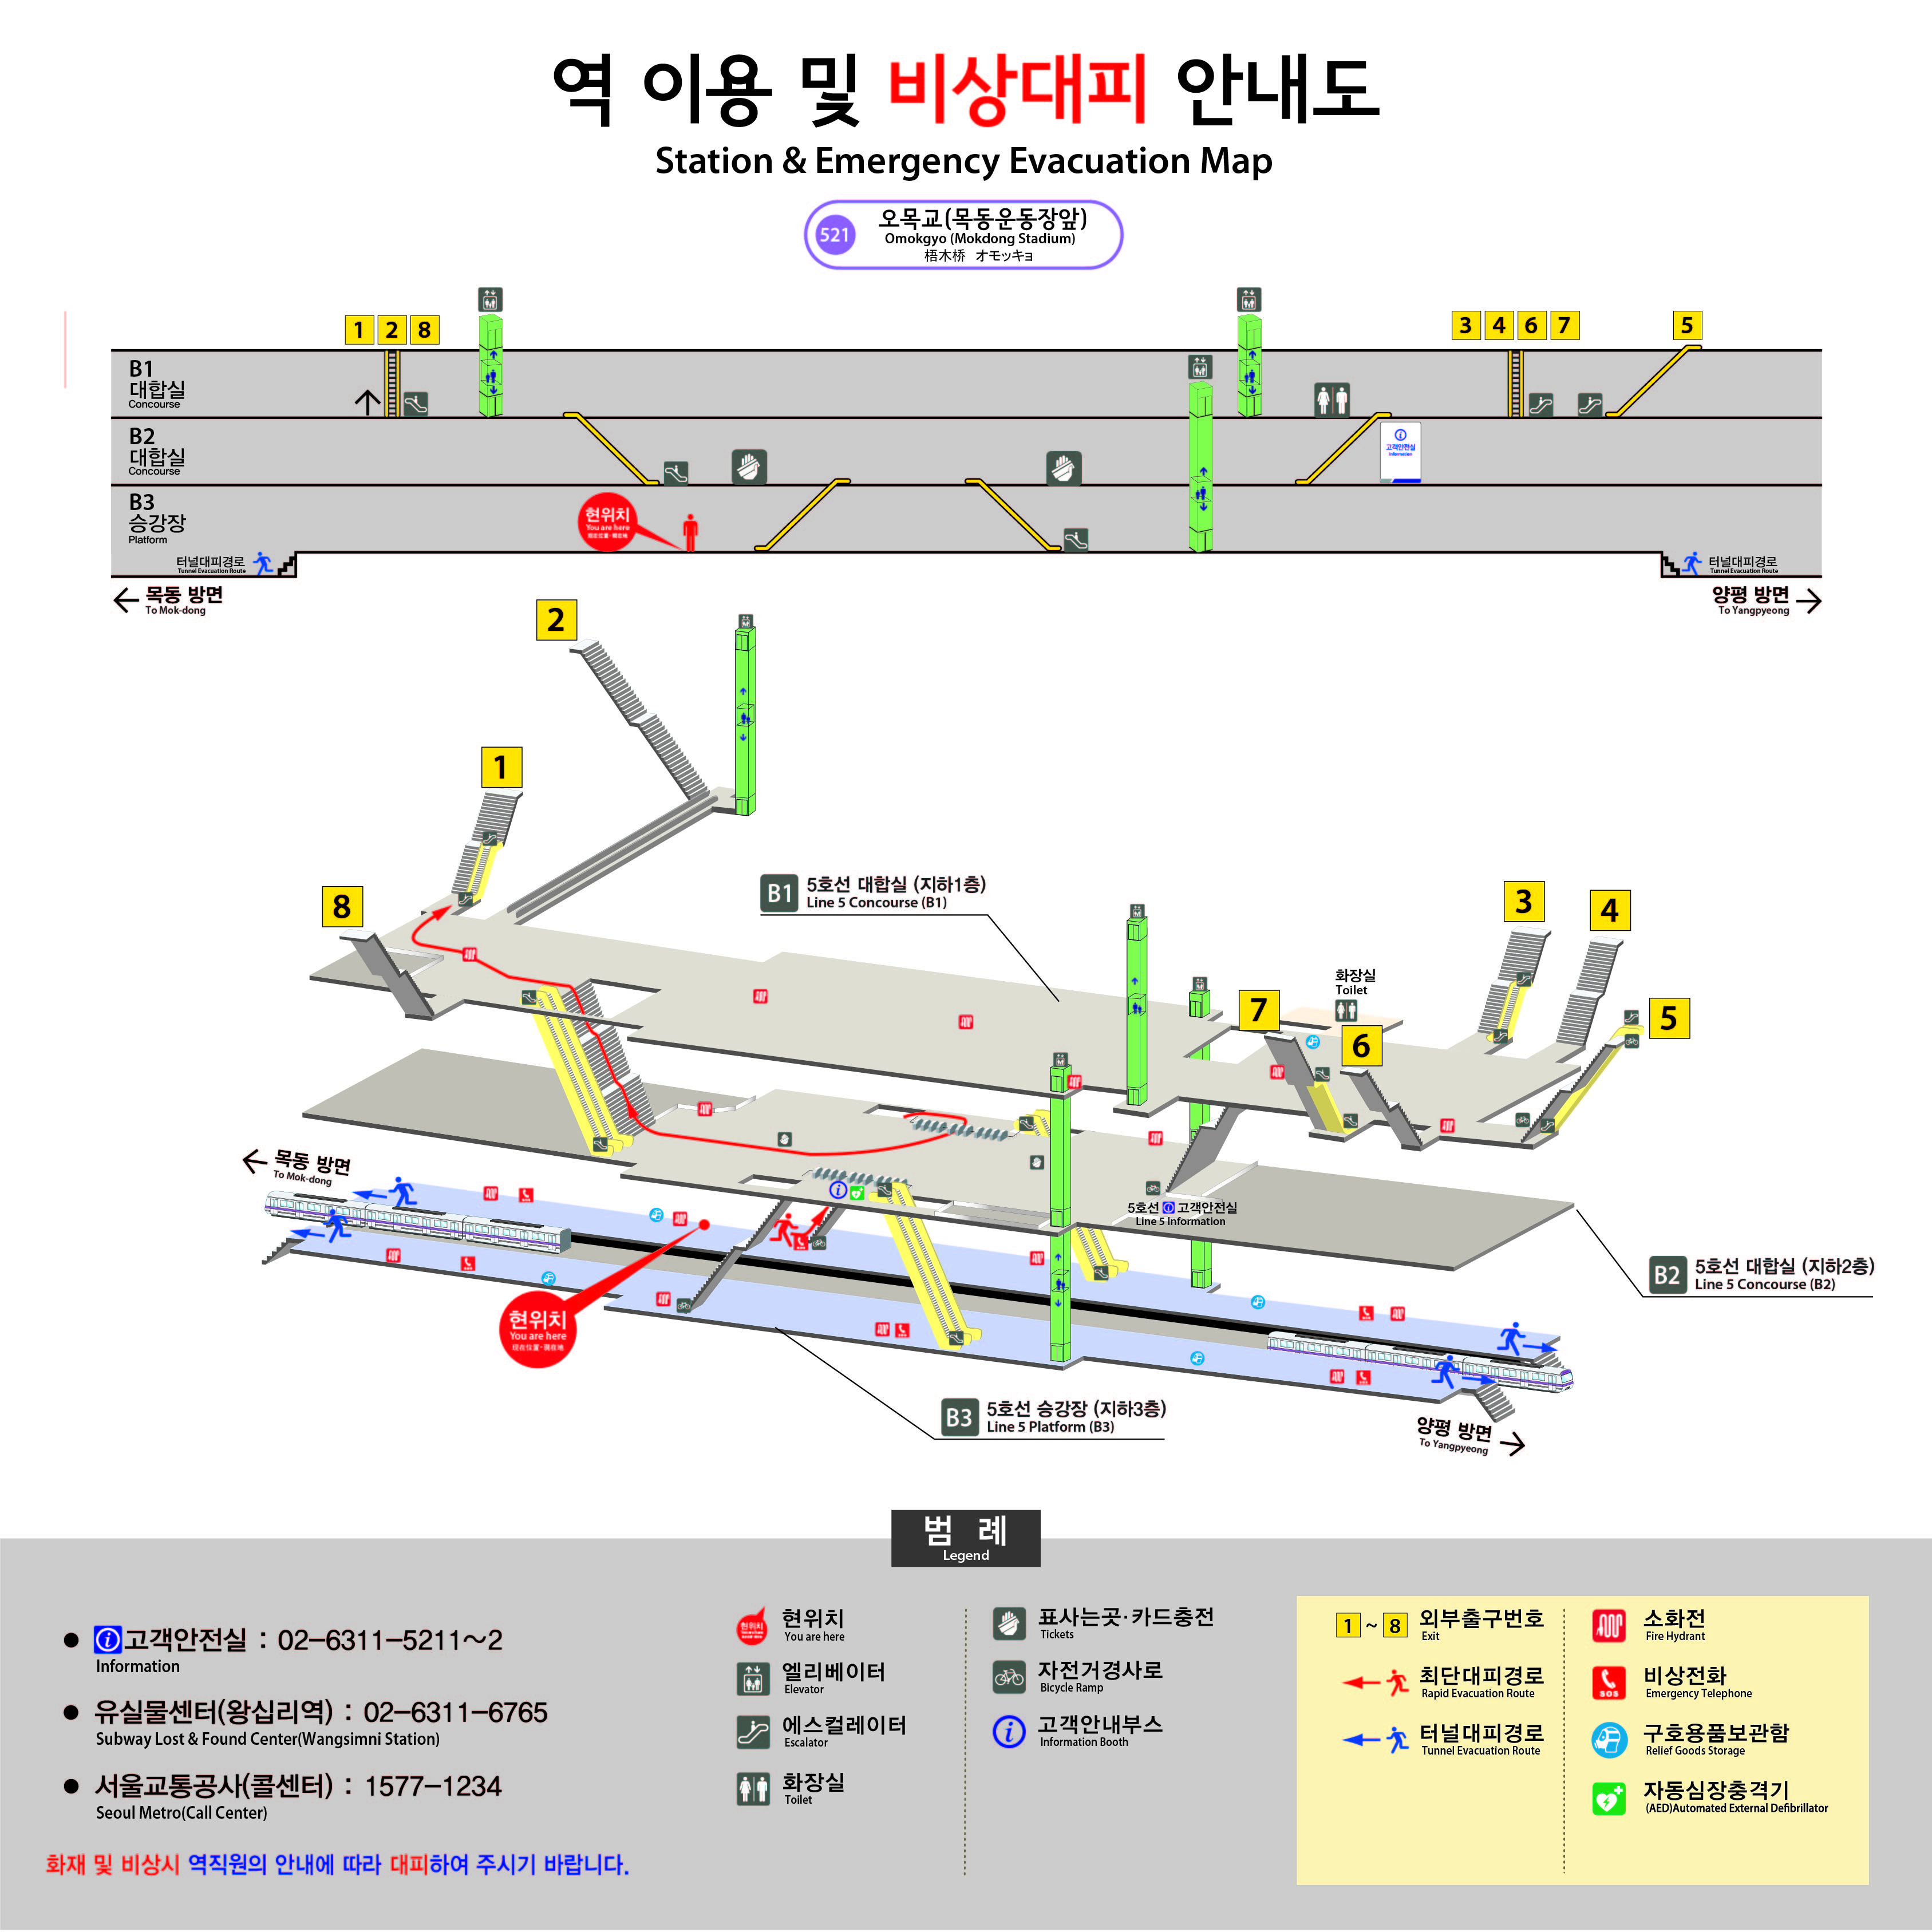 역 이용 및 비상대피 안내도
Station & Emergency Evacuation Map
521
오목교(목동운동장앞)
Omokgyo (Mokdong Stadium)
梧木桥 オモッキョ
1 2 8
3 4 6 7
5
B1
대합실
Concourse
B2
대합실
Concourse
고객안전실
Information
B3
승강장
Platform
현위치
You are here
현재位置·現在地
터널대피경로
Tunnel Evacuation Route
터널대피경로
Tunnel Evacuation Route
목동 방면
To Mok-dong
양평 방면
To Yangpyeong
2
1
8
B1
5호선 대합실 (지하1층)
Line 5 Concourse (B1)
3
4
화장실
Toilet
7
6
5
목동 방면
To Mok-dong
5호선 고객안전실
Line 5 Information
B2
5호선 대합실 (지하2층)
Line 5 Concourse (B2)
현위치
You are here
現在位置·現在地
B3
5호선 승강장 (지하3층)
Line 5 Platform (B3)
양평 방면
To Yangpyeong
범 례
Legend
고객안전실 : 02-6311-5211~2
Information
유실물센터(왕십리역) : 02-6311-6765
Subway Lost & Found Center(Wangsimni Station)
서울교통공사(콜센터) : 1577-1234
Seoul Metro(Call Center)
화재 및 비상시 역직원의 안내에 따라 대피하여 주시기 바랍니다.
현위치
현위치
You are here
엘리베이터
Elevator
에스컬레이터
Escalator
화장실
Toilet
표사는곳·카드충전
Tickets
자전거경사로
Bicycle Ramp
고객안내부스
Information Booth
1 ~ 8 외부출구번호
Exit
최단대피경로
Rapid Evacuation Route
터널대피경로
Tunnel Evacuation Route
소화전
Fire Hydrant
SOS
비상전화
Emergency Telephone
구호용품보관함
Relief Goods Storage
자동심장충격기
(AED)Automated External Defibrillator